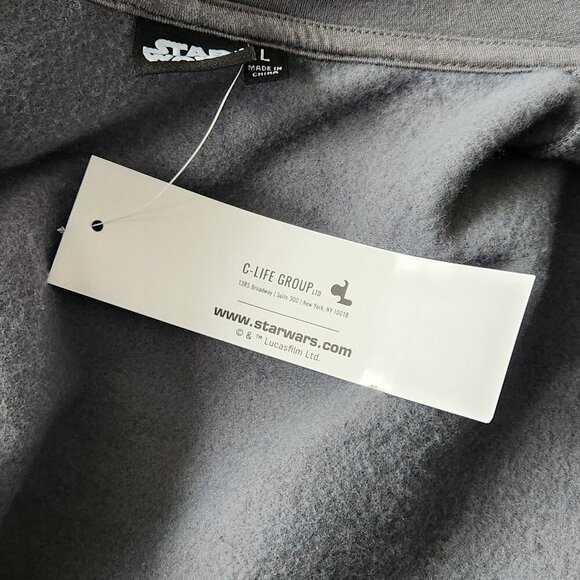 STAR
WARS
L
MADE IN
CHINA
C-LIFE GROUP LTD
1385 Broadway | Suite 300 | New York, NY 10018
www.starwars.com
© & ™ Lucasfilm Ltd.